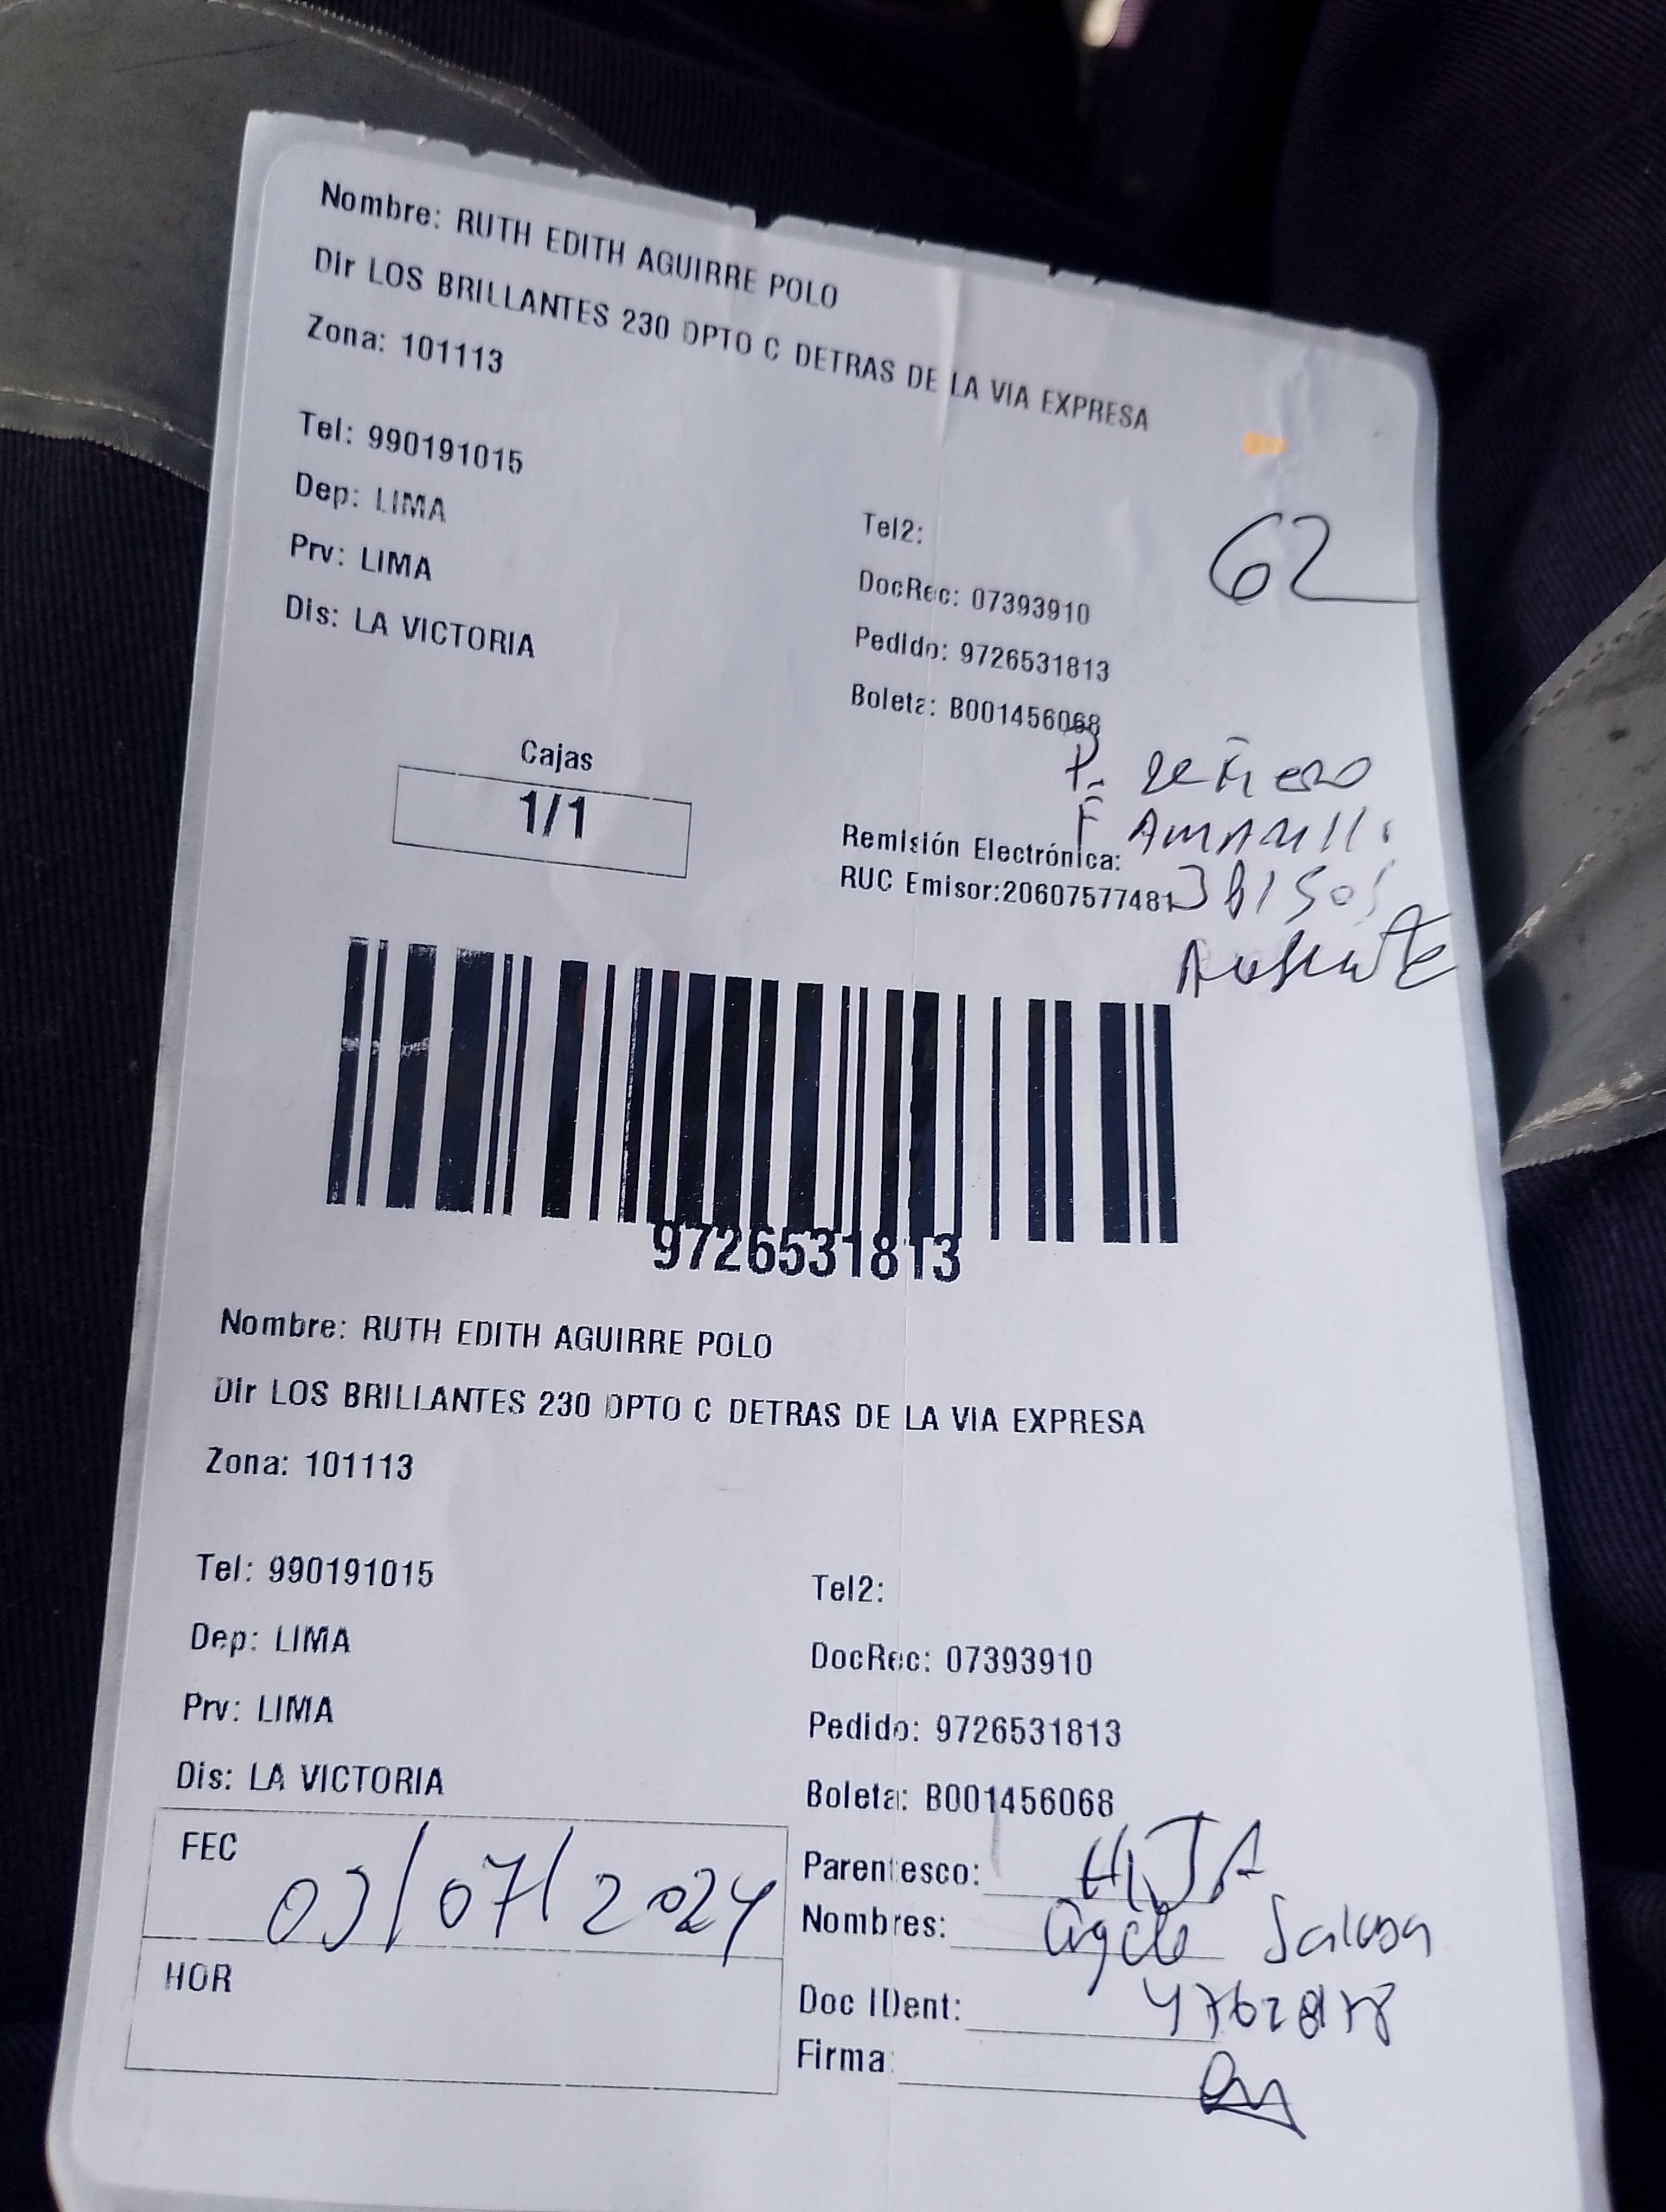 Nombre: RUTH EDITH AGUIRRE POLO
Dir LOS BRILLANTES 230 DPTO C DETRAS DE LA VIA EXPRESA
Zona: 101113
Tel: 990191015
Dep: LIMA
Prv: LIMA
Dis: LA VICTORIA
Tel2:
62
DocRec: 07393910
Pedido: 9726531813
Boleta: B001456068
Cajas
1/1
P=
F=
Remisión Electrónica:
RUC Emisor:20607577481
3 PISOS
Ausente
9726531813
Nombre: RUTH EDITH AGUIRRE POLO
Dir LOS BRILLANTES 230 DPTO C DETRAS DE LA VIA EXPRESA
Zona: 101113
Tel: 990191015
Dep: LIMA
Prv: LIMA
Dis: LA VICTORIA
Tel2:
DocRec: 07393910
Pedido: 9726531813
Boleta: B001456068
FEC 03/07/2024
HOR
Parentesco: HIJA
Nombres:
Doc IDent:
Firma: